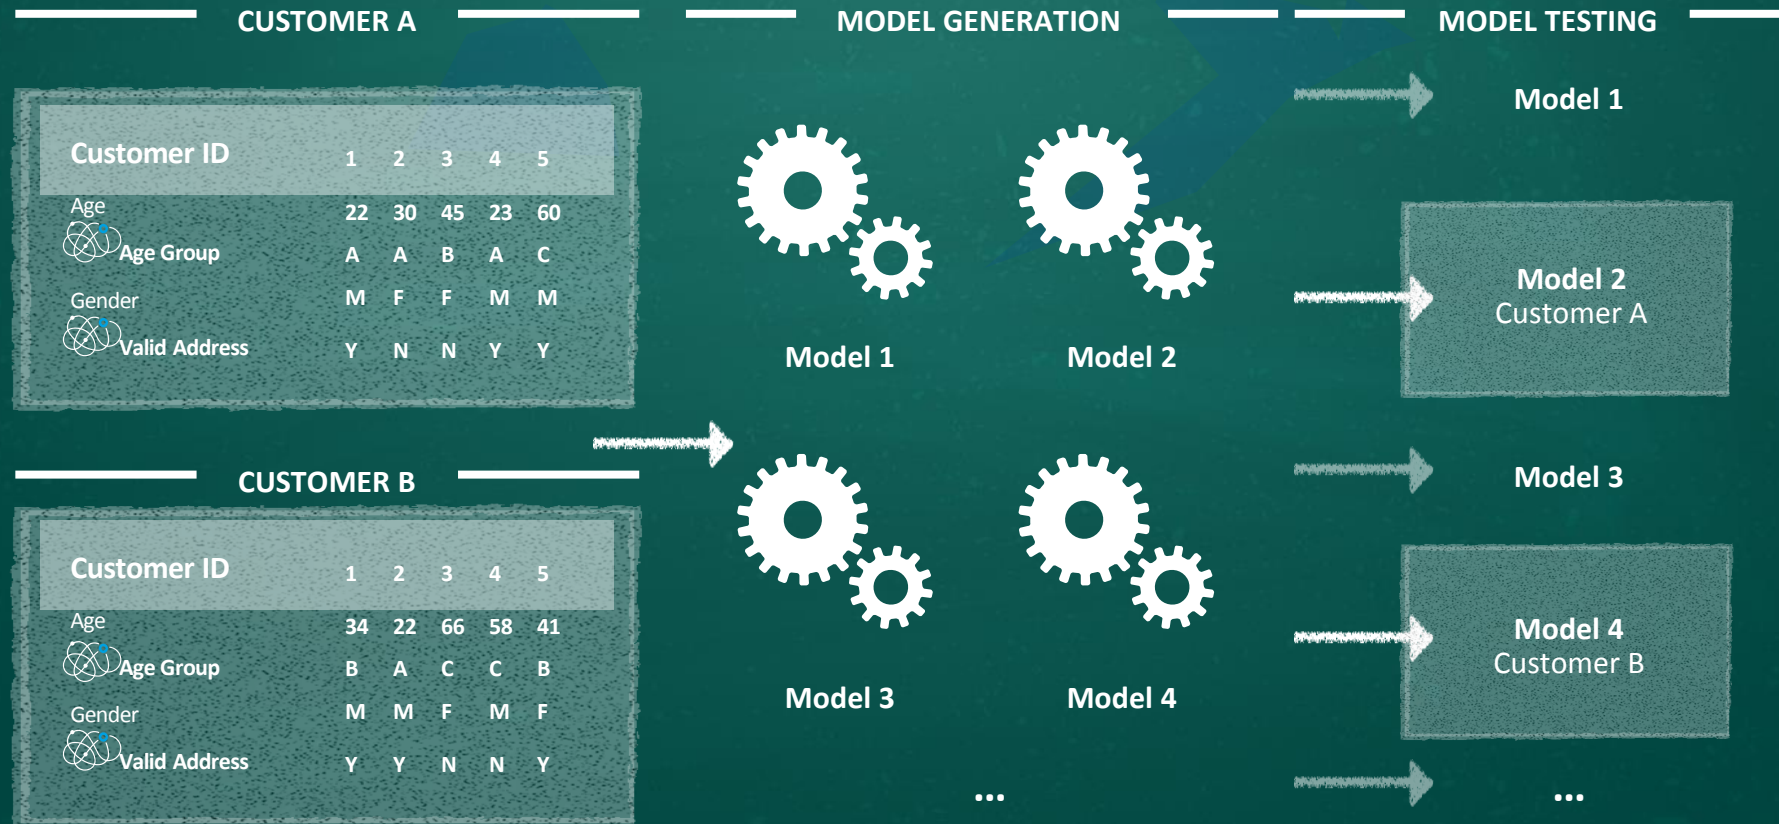 CUSTOMER A
Customer ID 1 2 3 4 5
Age 22 30 45 23 60
Age Group A A B A C
Gender M F F M M
Valid Address Y N N Y Y
CUSTOMER B
Customer ID 1 2 3 4 5
Age 34 22 66 58 41
Age Group B A C C B
Gender M M F M F
Valid Address Y Y N N Y
MODEL GENERATION
Model 1 Model 2
Model 3 Model 4
...
MODEL TESTING
Model 1
Model 2
Customer A
Model 3
Model 4
Customer B
...